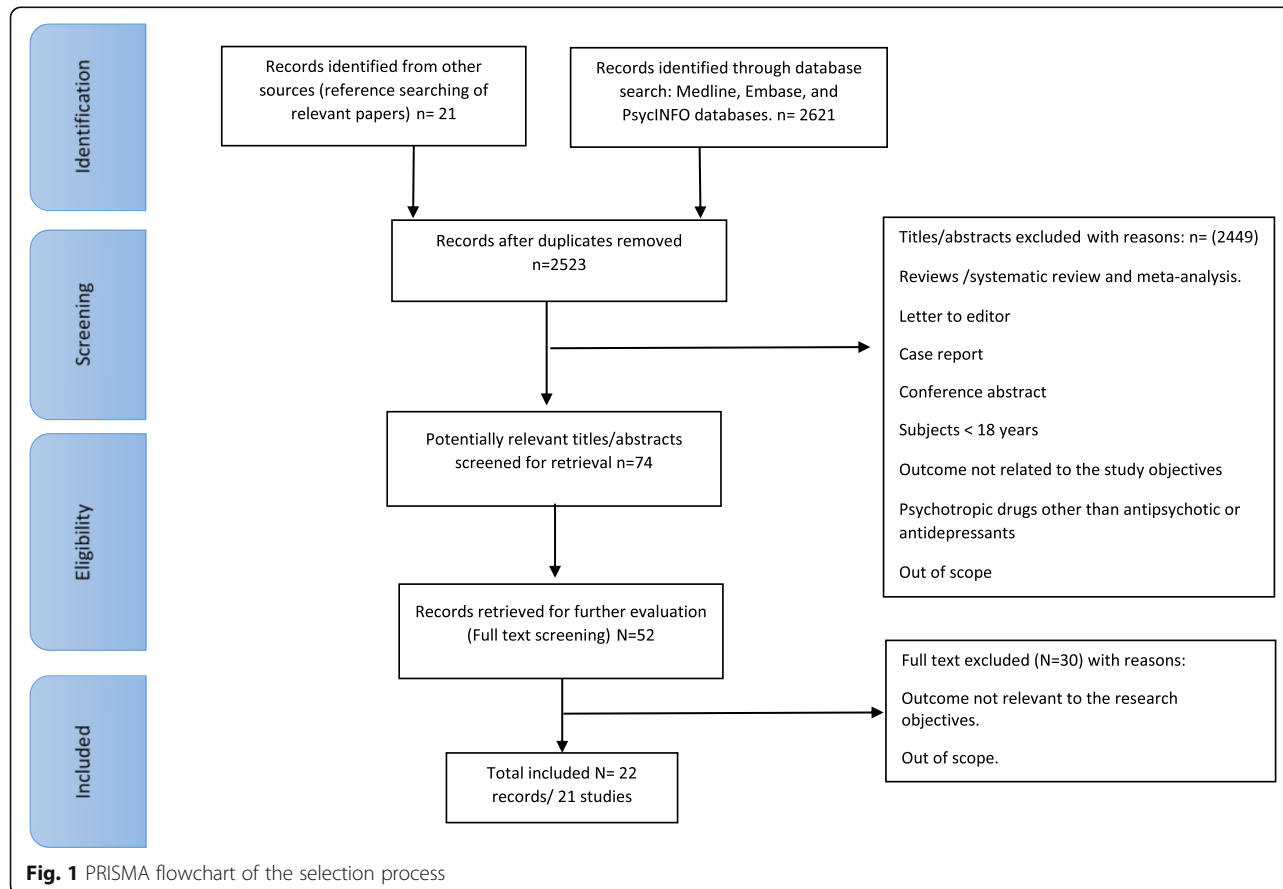 Identification
Records identified from other
sources (reference searching of
relevant papers) n= 21
Records identified through database
search: Medline, Embase, and
PsycINFO databases. n= 2621
Screening
Records after duplicates removed
n=2523
Titles/abstracts excluded with reasons: n= (2449)
Reviews /systematic review and meta-analysis.
Letter to editor
Case report
Conference abstract
Subjects < 18 years
Outcome not related to the study objectives
Psychotropic drugs other than antipsychotic or
antidepressants
Out of scope
Eligibility
Potentially relevant titles/abstracts
screened for retrieval n=74
Records retrieved for further evaluation
(Full text screening) N=52
Full text excluded (N=30) with reasons:
Outcome not relevant to the research
objectives.
Out of scope.
Included
Total included N= 22
records/ 21 studies
Fig. 1 PRISMA flowchart of the selection process